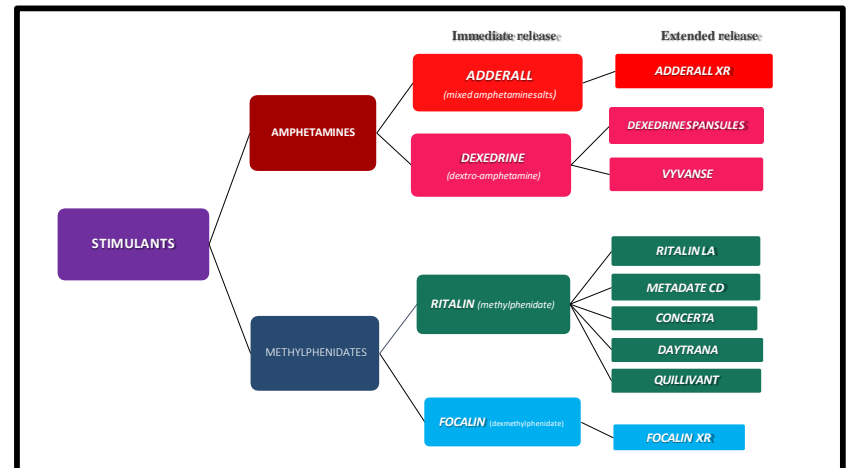 Immediate release
Extended release
ADDERALL
(mixed amphetaminesalts)
ADDERALL XR
AMPHETAMINES
DEXEDRINESPANSULES
DEXEDRINE
(dextro-amphetamine)
VYVANSE
STIMULANTS
RITALIN LA
METADATE CD
RITALIN (methylphenidate)
CONCERTA
METHYLPHENIDATES
DAYTRANA
QUILLIVANT
FOCALIN (dexmethylphenidate)
FOCALIN XR